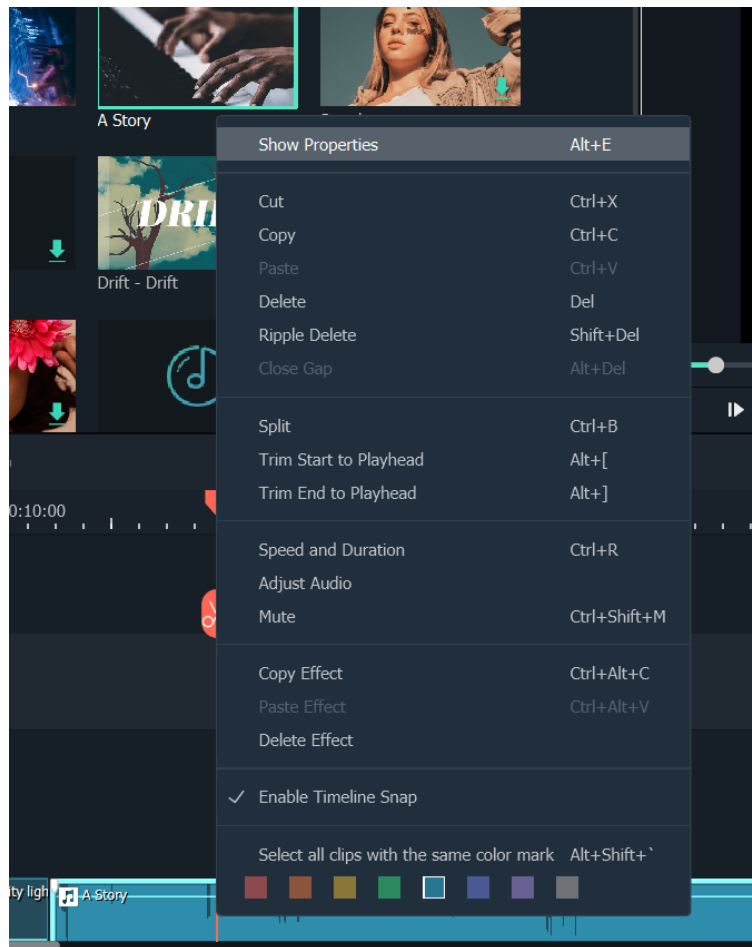 A Story
Show Properties Alt+E
Cut Ctrl+X
Copy Ctrl+C
Paste Ctrl+V
DRI
Delete Del
Drift - Drift
Ripple Delete Shift+Del
Close Gap Alt+Del
Split Ctrl+B
Trim Start to Playhead Alt+[
Trim End to Playhead Alt+]
0:10:00
Speed and Duration Ctrl+R
Adjust Audio
Mute Ctrl+Shift+M
Copy Effect Ctrl+Alt+C
Paste Effect Ctrl+Alt+V
Delete Effect
Enable Timeline Snap
Select all clips with the same color mark Alt+Shift+`
ity ligh
A Story